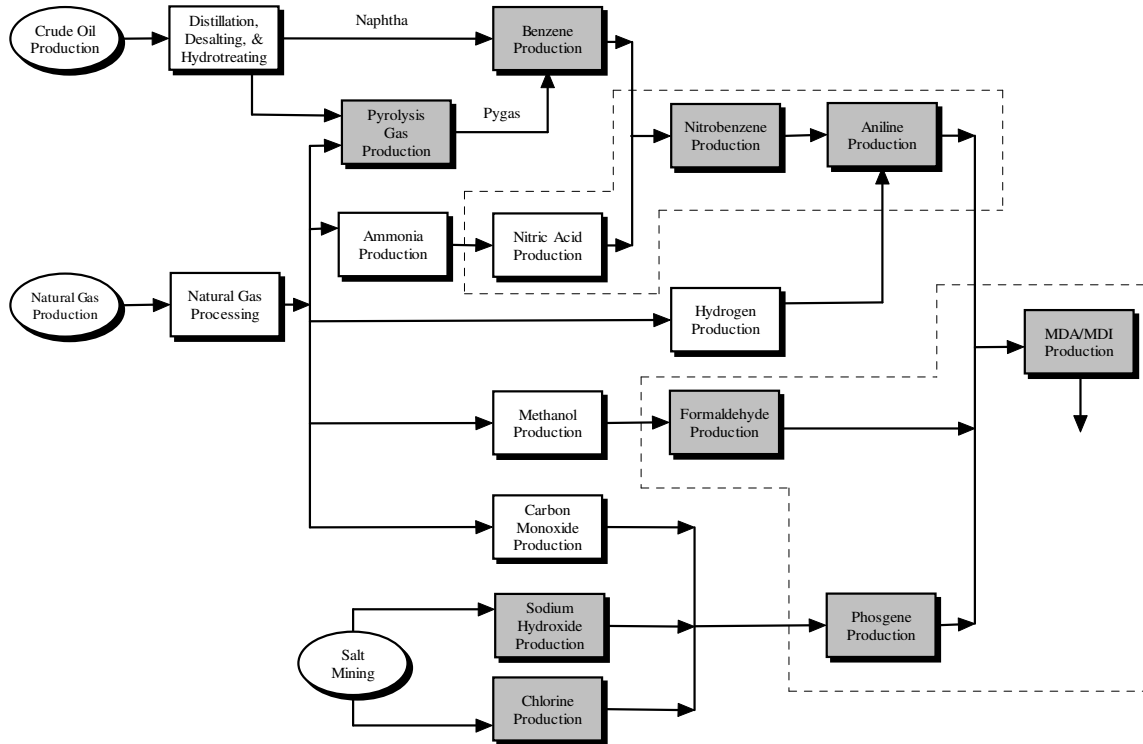 Crude Oil
Production
Distillation,
Desalting, &
Hydrotreating
Naphtha
Benzene
Production
Pyrolysis
Gas
Production
Pygas
Nitrobenzene
Production
Aniline
Production
Ammonia
Production
Nitric Acid
Production
Natural Gas
Production
Natural Gas
Processing
Hydrogen
Production
MDA/MDI
Production
Methanol
Production
Formaldehyde
Production
Carbon
Monoxide
Production
Sodium
Hydroxide
Production
Phosgene
Production
Salt
Mining
Chlorine
Production